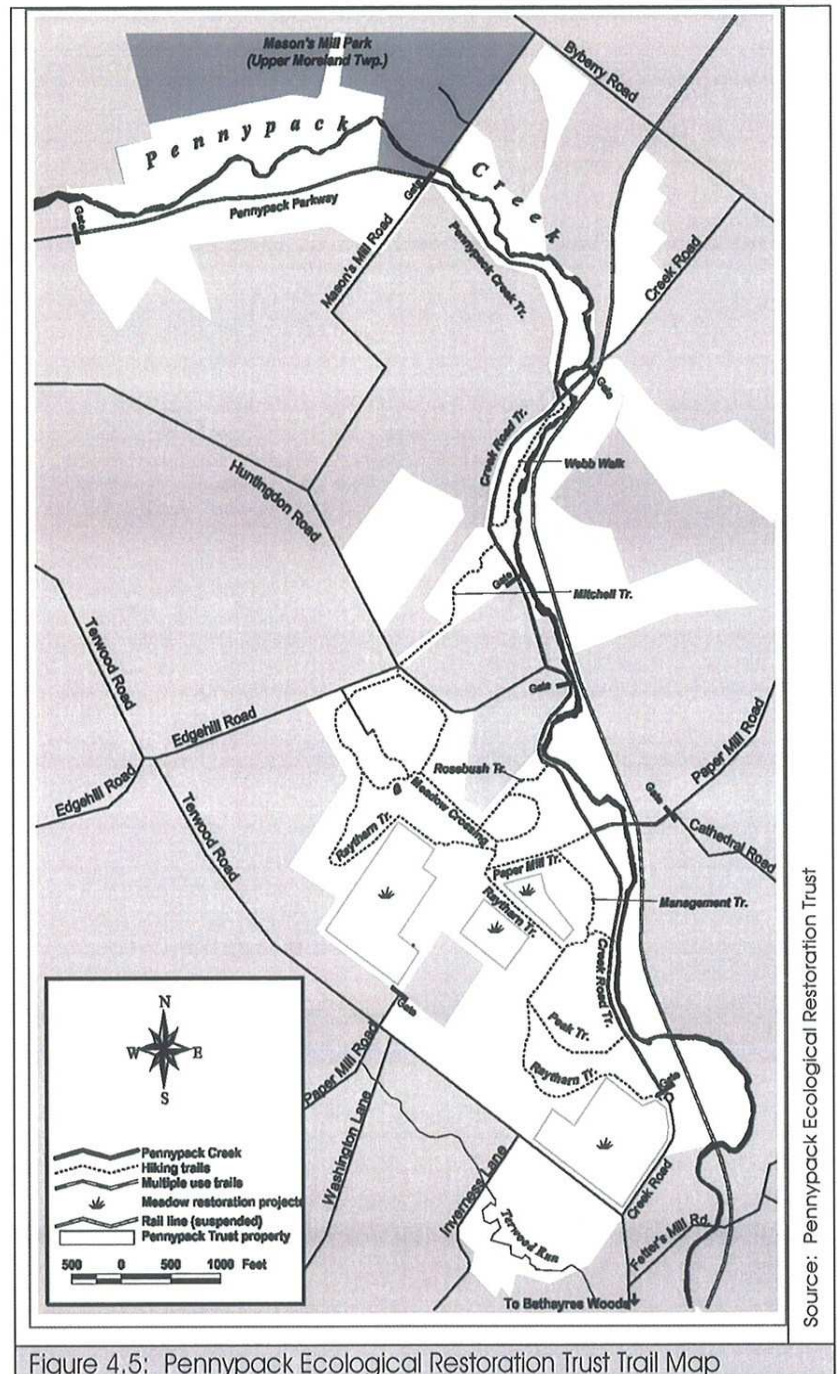 Mason's Mill Park
(Upper Moreland Twp.)
Byberry Road
Pennypack
Creek
Gate
Pennypack Parkway
Gate
Mason's Mill Road
Pennypack Creek Tr.
Creek Road
Gate
Creek Road Tr.
Webb Walk
Huntingdon Road
Gate
Mitchell Tr.
Terwood Road
Gate
Edgehill Road
Paper Mill Road
Rosebush Tr.
Edgehill Road
Meadow Crossing
Gate
Cathedral Road
Terwood Road
Raytharn Tr.
Paper Mill Tr.
Raytharn Tr.
Management Tr.
Creek Road Tr.
Gate
Peak Tr.
Paper Mill Road
Raytharn Tr.
Gate
Washington Lane
Inverness Lane
Creek Road
Terwood Run
Fetter's Mill Rd.
To Bethayres Woods
N
W E
S
Pennypack Creek
Hiking trails
Multiple use trails
Meadow restoration projects
Rail line (suspended)
Pennypack Trust property
500 0 500 1000 Feet
Source: Pennypack Ecological Restoration Trust
Figure 4.5: Pennypack Ecological Restoration Trust Trail Map